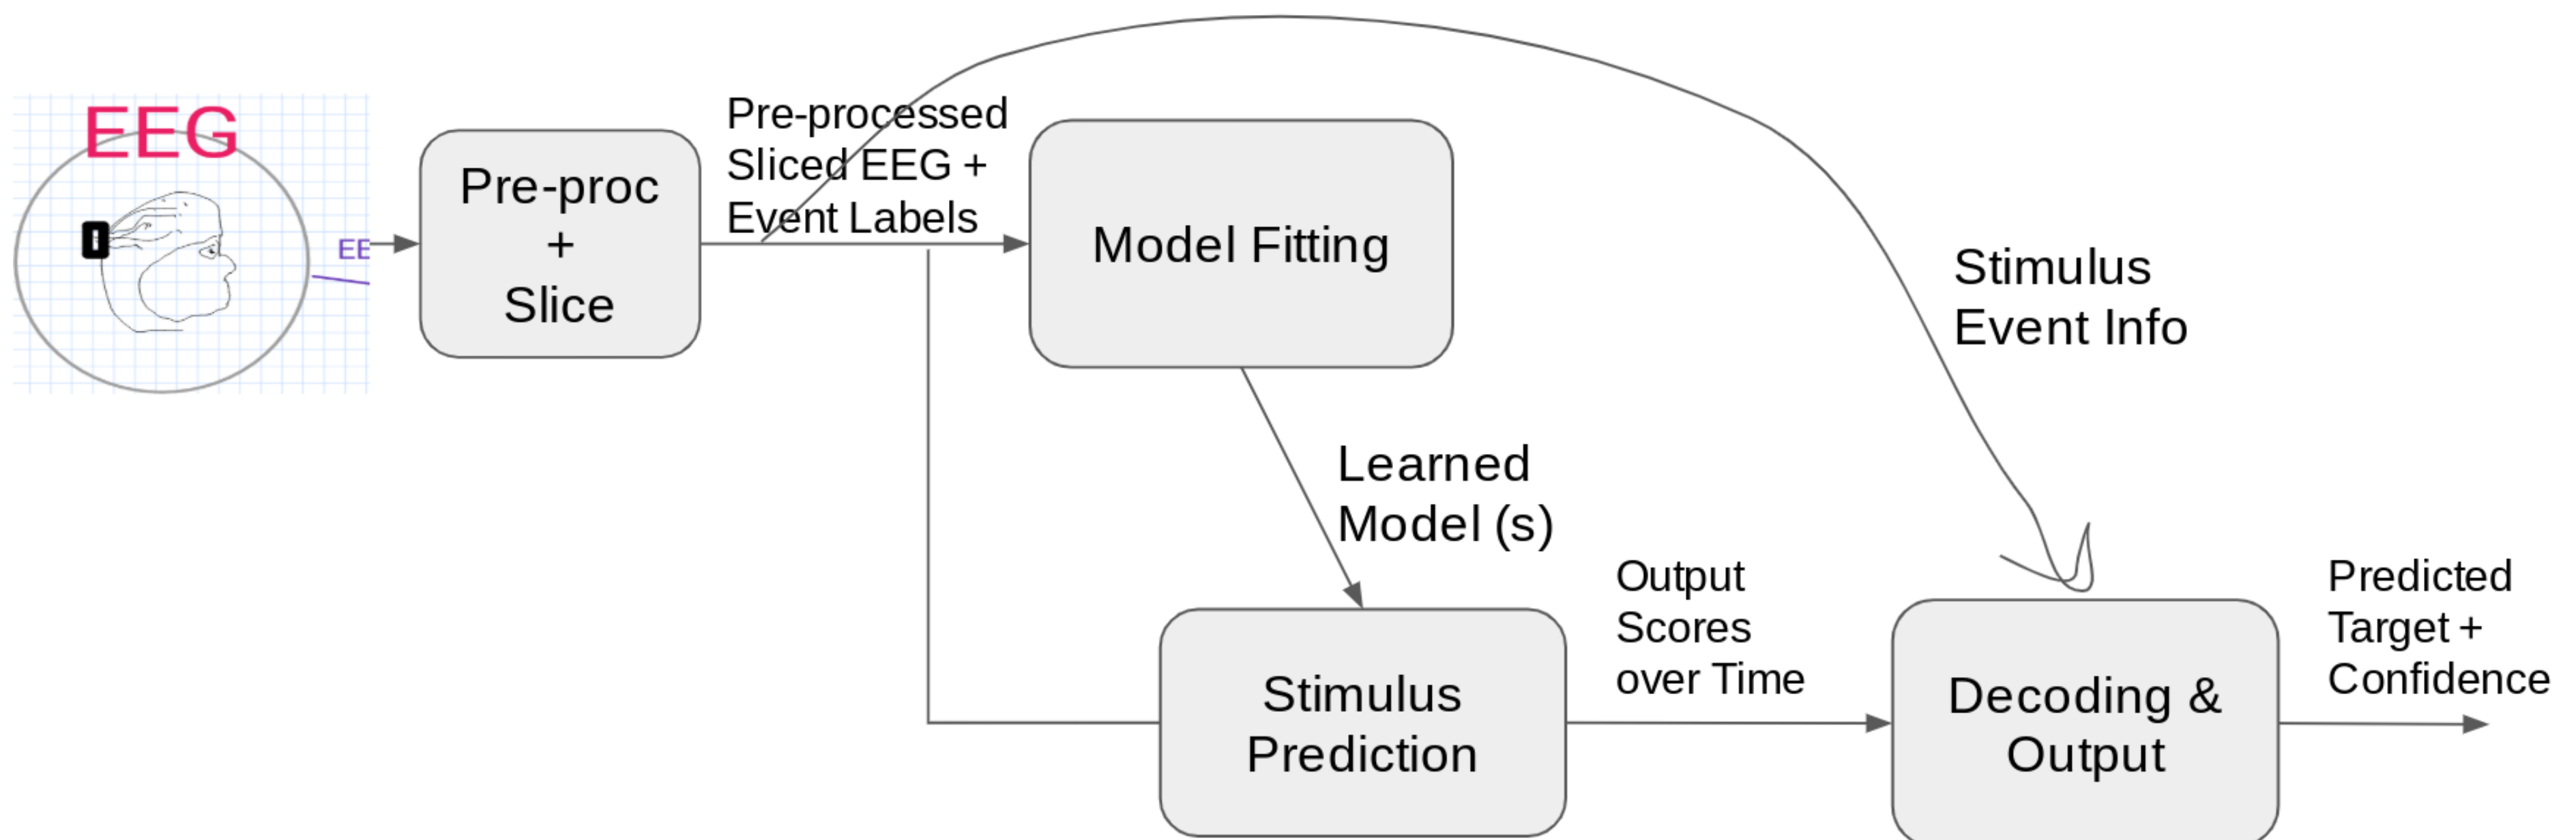 EEG
EE
Pre-proc
+
Slice
Pre-processed
Sliced EEG +
Event Labels
Model Fitting
Stimulus
Event Info
Learned
Model (s)
Output
Scores
over Time
Stimulus
Prediction
Decoding &
Output
Predicted
Target +
Confidence